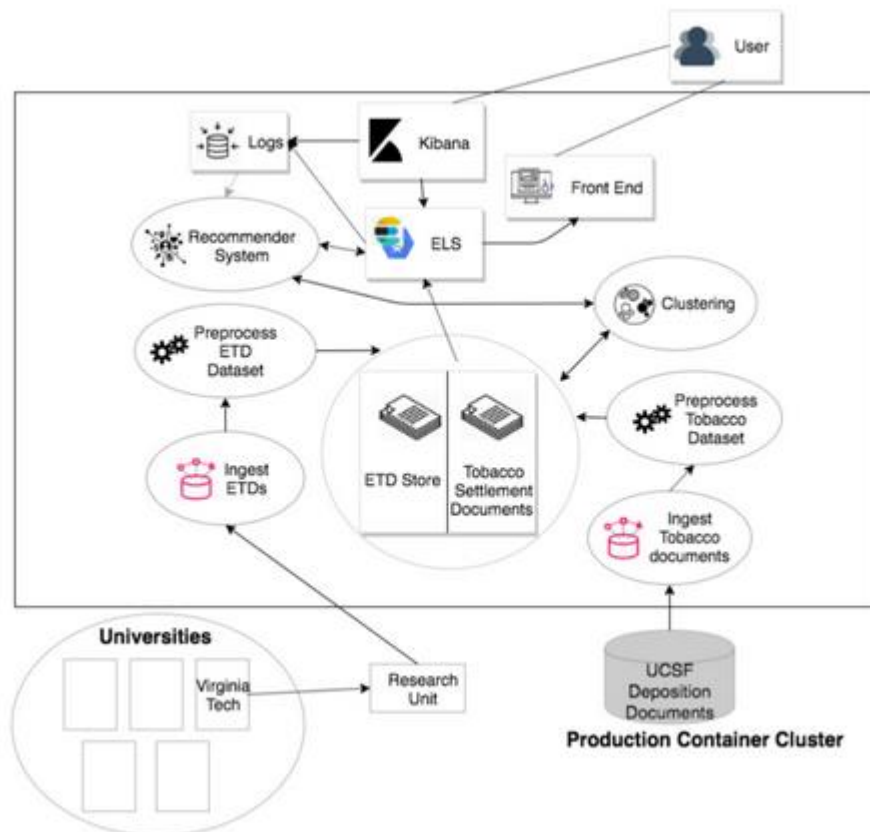 User
Logs
Kibana
Front End
Recommender
System
ELS
Clustering
Preprocess
ETD
Dataset
Preprocess
Tobacco
Dataset
Ingest
ETDs
ETD Store
Tobacco
Settlement
Documents
Ingest
Tobacco
documents
Universities
Virginia
Tech
Research
Unit
UCSF
Deposition
Documents
Production Container Cluster